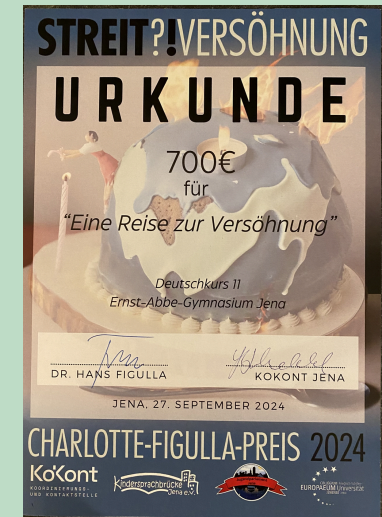 STREIT?!VERSÖHNUNG
URKUNDE
700€
für
“Eine Reise zur Versöhnung”
Deutschkurs 11
Ernst-Abbe-Gymnasium Jena
DR. HANS FIGULLA
KOKONT JENA
JENA, 27. SEPTEMBER 2024
CHARLOTTE-FIGULLA-PREIS 2024
KoKont
KOORDINIERUNGS-
UND KONTAKTSTELLE
Kindersprachbrücke
Jena e.V.
EUROPAEUM Universität